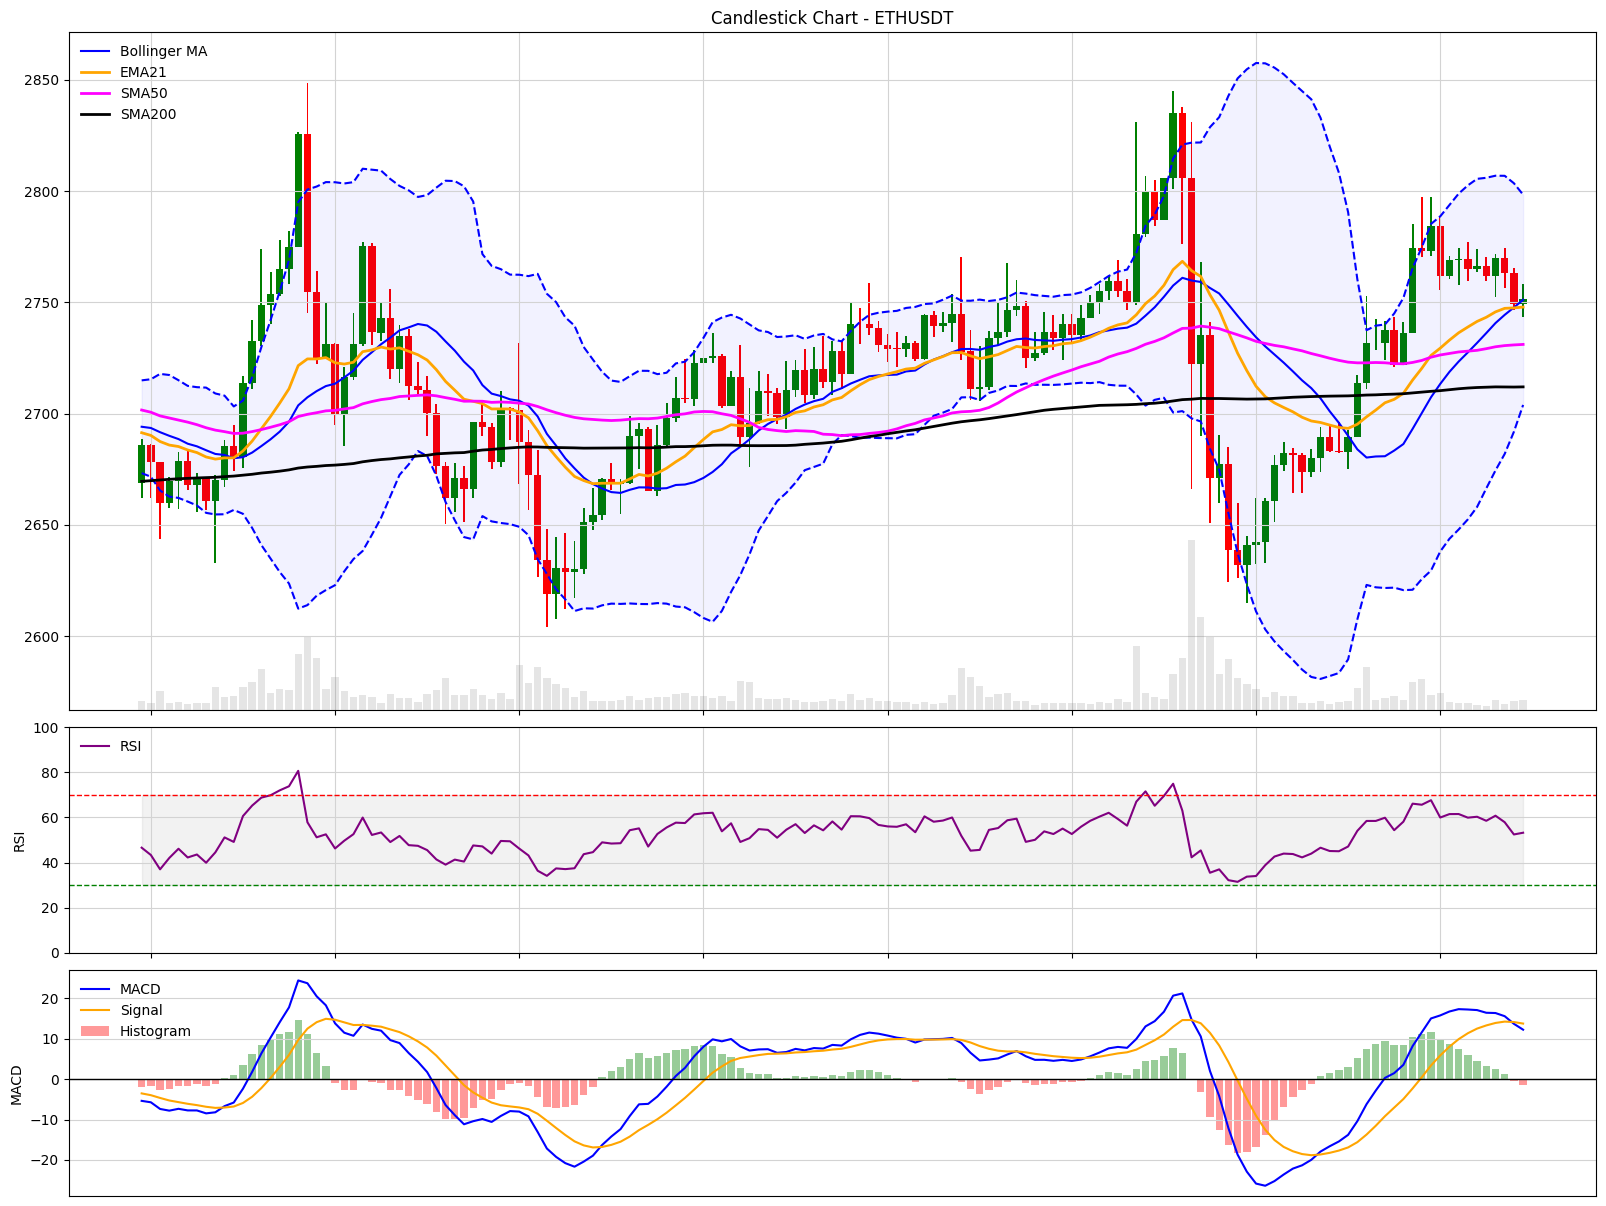 Candlestick Chart - ETHUSDT
Bollinger MA
EMA21
SMA50
SMA200
2850
2800
2750
2700
2650
2600
RSI
100
80
60
40
20
0
RSI
MACD
Signal
Histogram
20
10
0
−10
−20
MACD